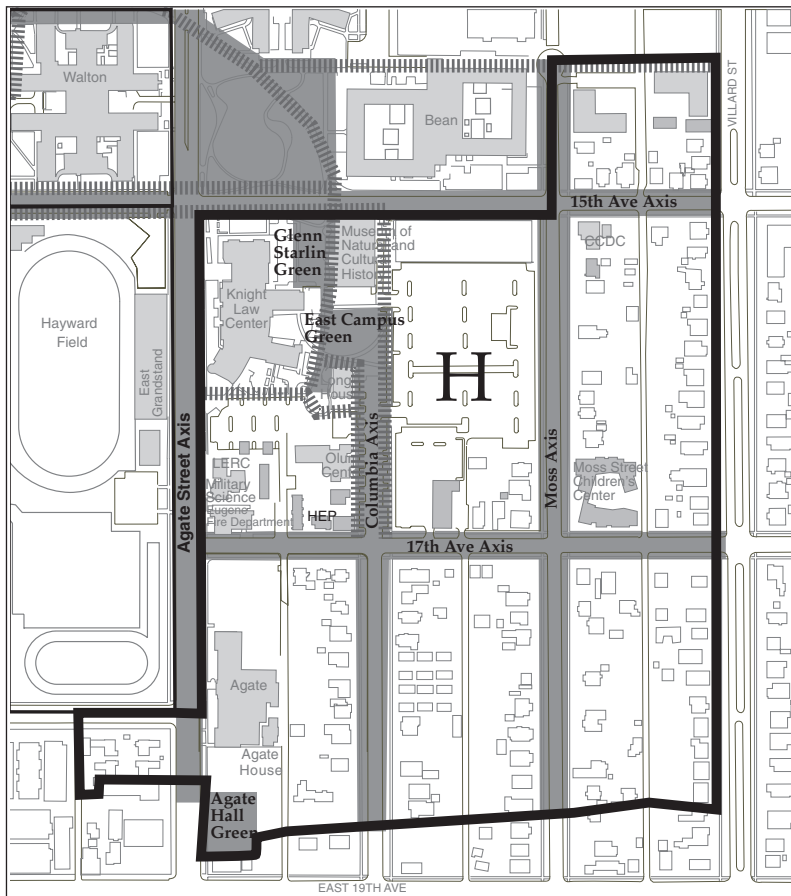 Walton
Bean
VILLARD ST
15th Ave Axis
Glenn
Starlin
Green
Museum of
Natural and
Cultural
History
CCDC
Knight
Law
Center
East Campus
Green
Hayward
Field
East
Grandstand
H
Long
House
Agate Street Axis
Columbia Axis
Moss Axis
LERC
Military
Science
Eugene
Fire Department
Olum
Center
HEP
Moss Street
Children's
Center
17th Ave Axis
Agate
Agate
House
Agate
Hall
Green
EAST 19TH AVE